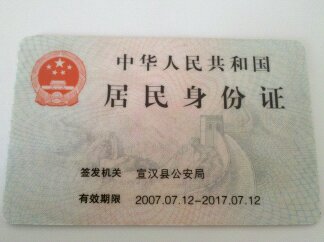 中华人民共和国
居民身份证
签发机关 宣汉县公安局
有效期限 2007.07.12-2017.07.12